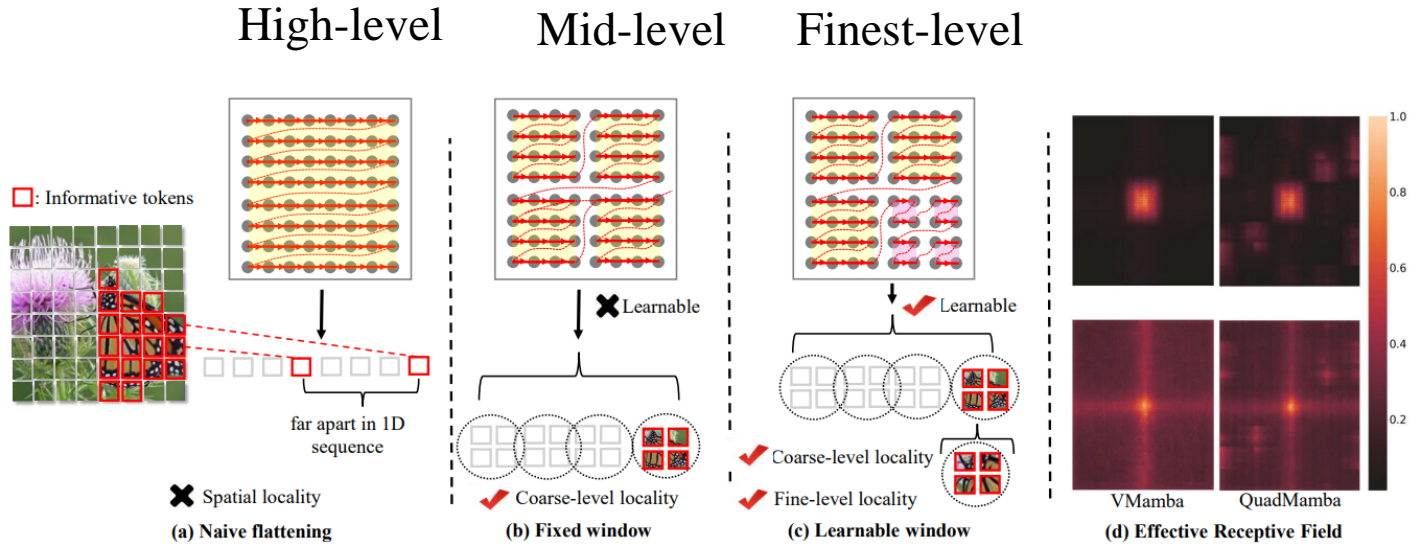 High-level
Mid-level
Finest-level
: Informative tokens
far apart in 1D
sequence
Spatial locality
(a) Naive flattening
Learnable
Coarse-level locality
(b) Fixed window
Learnable
Coarse-level locality
Fine-level locality
(c) Learnable window
1.0
0.8
0.6
0.4
0.2
VMamba
QuadMamba
(d) Effective Receptive Field